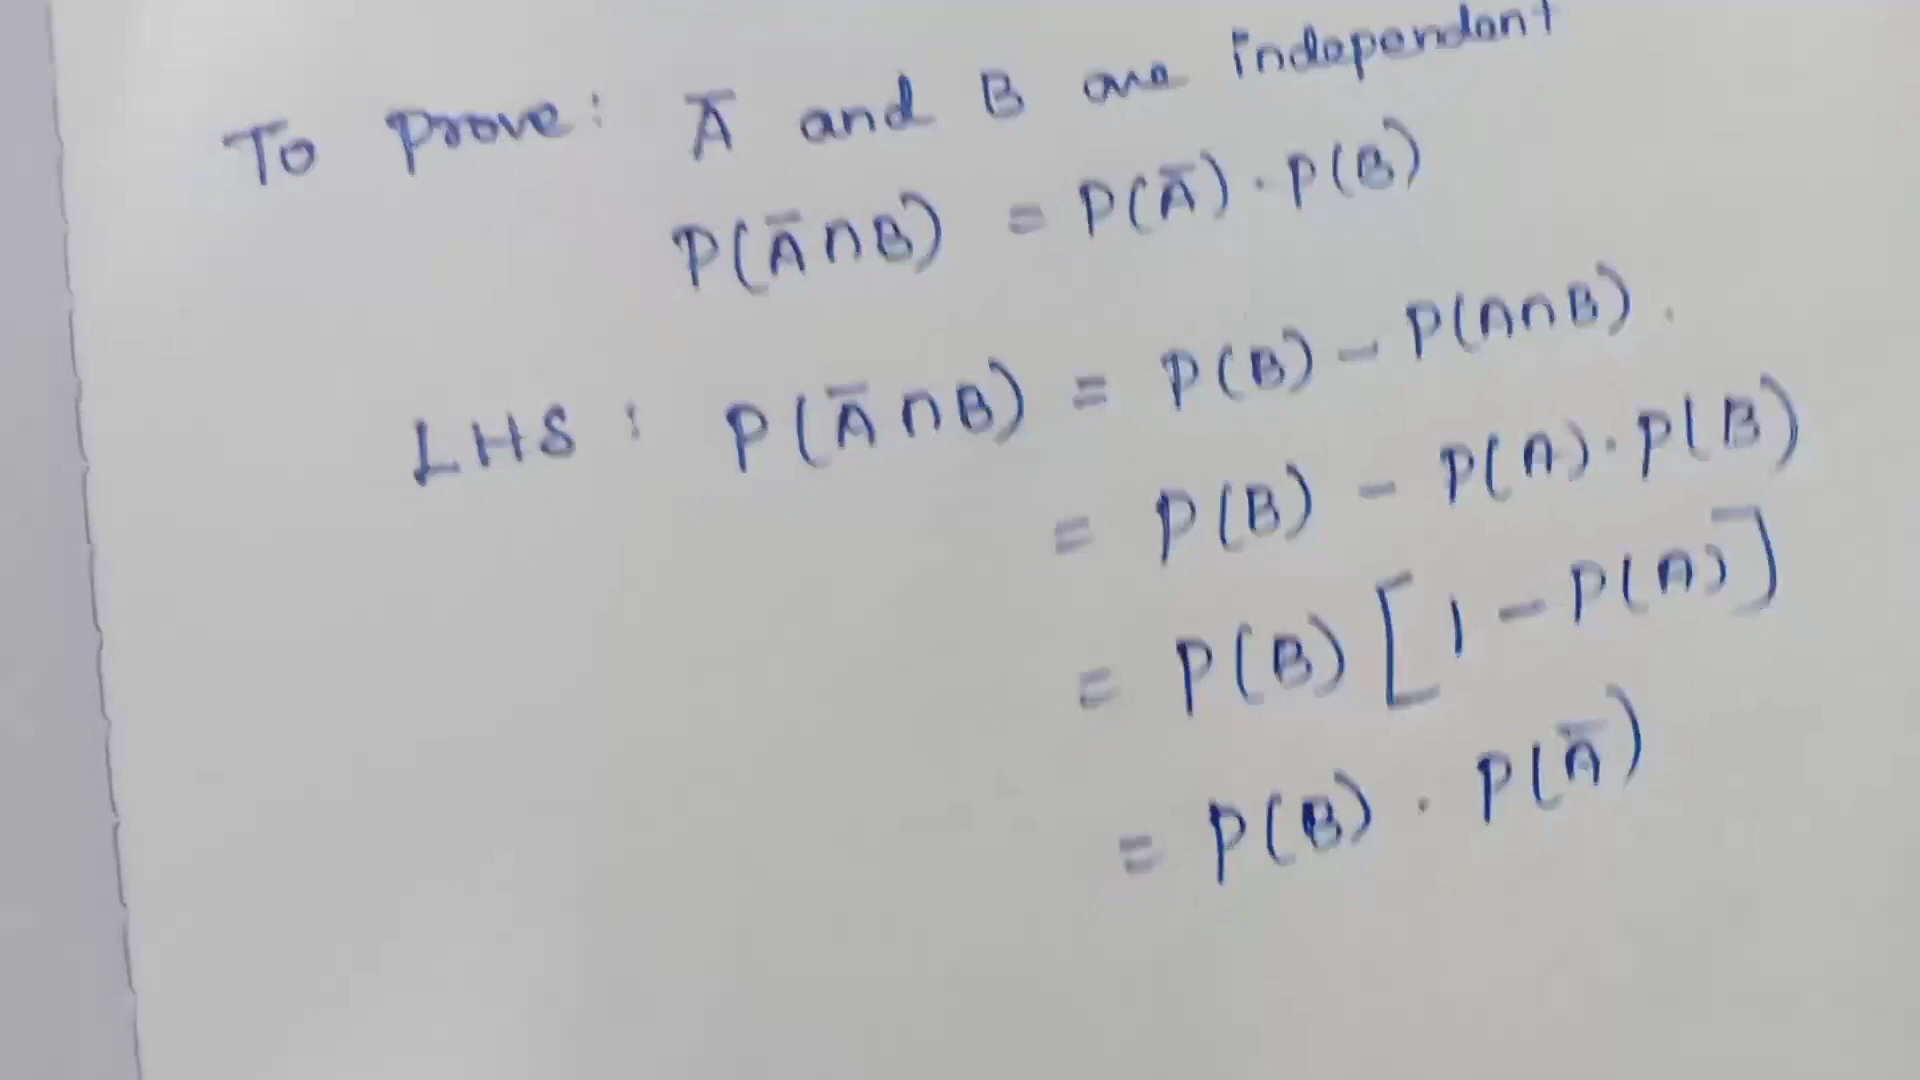 To prove: A̅ and B are independent
P(A̅∩B) = P(A̅)·P(B)
LHS: P(A̅∩B) = P(B) - P(A∩B).
= P(B) - P(A)·P(B)
= P(B)[1 - P(A)]
= P(B)·P(A̅)